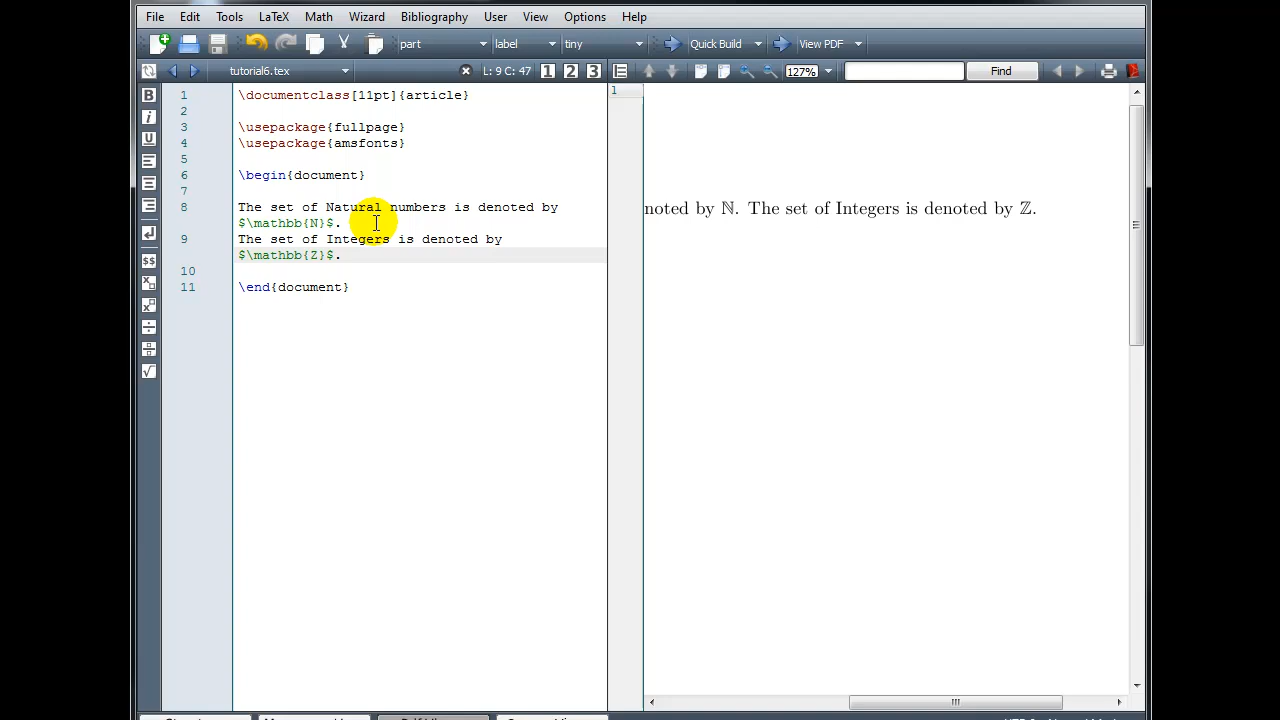 File Edit Tools LaTeX Math Wizard Bibliography User View Options Help
part label tiny Quick Build View PDF
tutorial6.tex L: 9 C: 47 1 2 3 127% Find
1 \documentclass[11pt]{article}
2
3 \usepackage{fullpage}
4 \usepackage{amsfonts}
5
6 \begin{document}
7
8 The set of Natural numbers is denoted by
$\mathbb{N}$.
9 The set of Integers is denoted by
$\mathbb{Z}$.
10
11 \end{document}
B
i
U
$$
1
noted by ℕ. The set of Integers is denoted by ℤ.